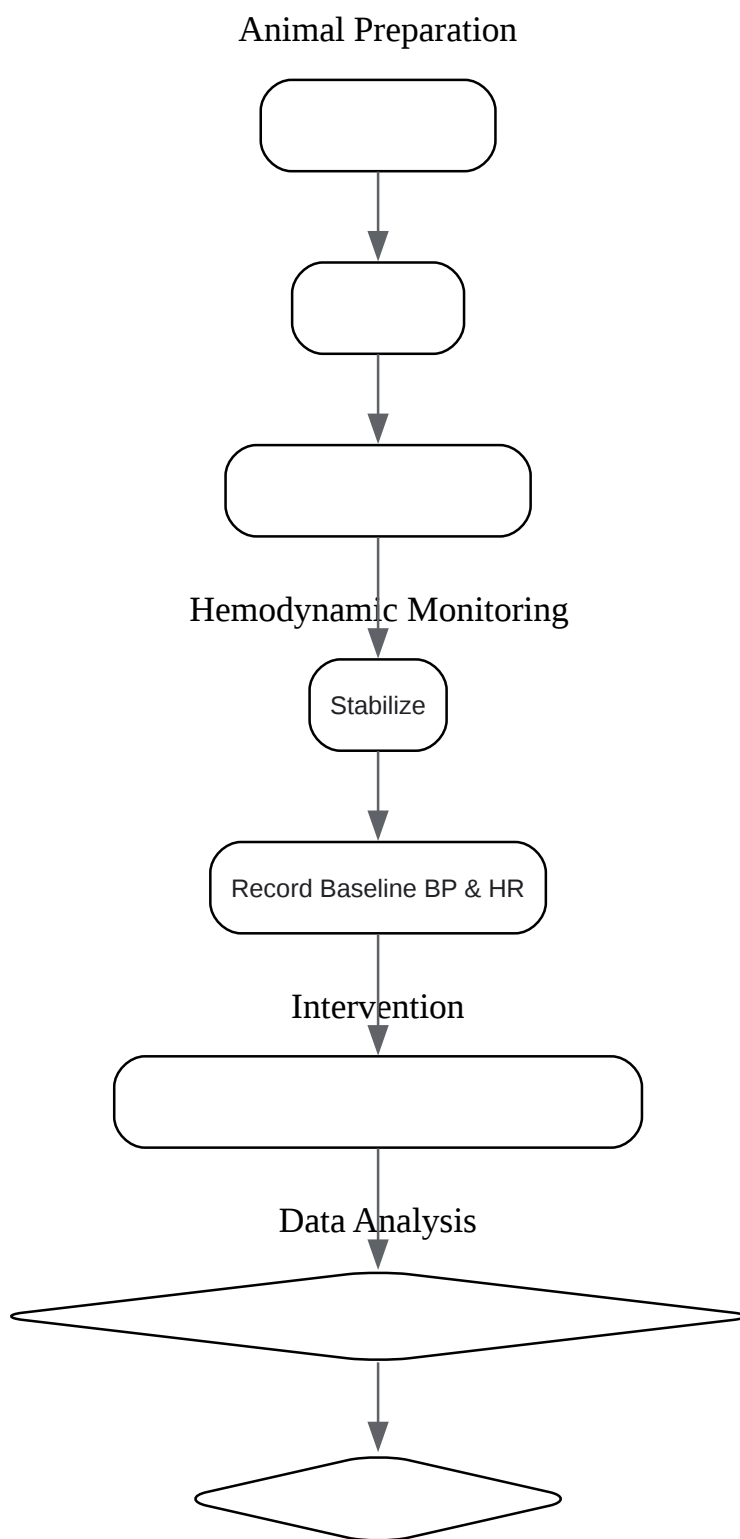 Animal Preparation
Hemodynamic Monitoring
Stabilize
Record Baseline BP & HR
Intervention
Data Analysis